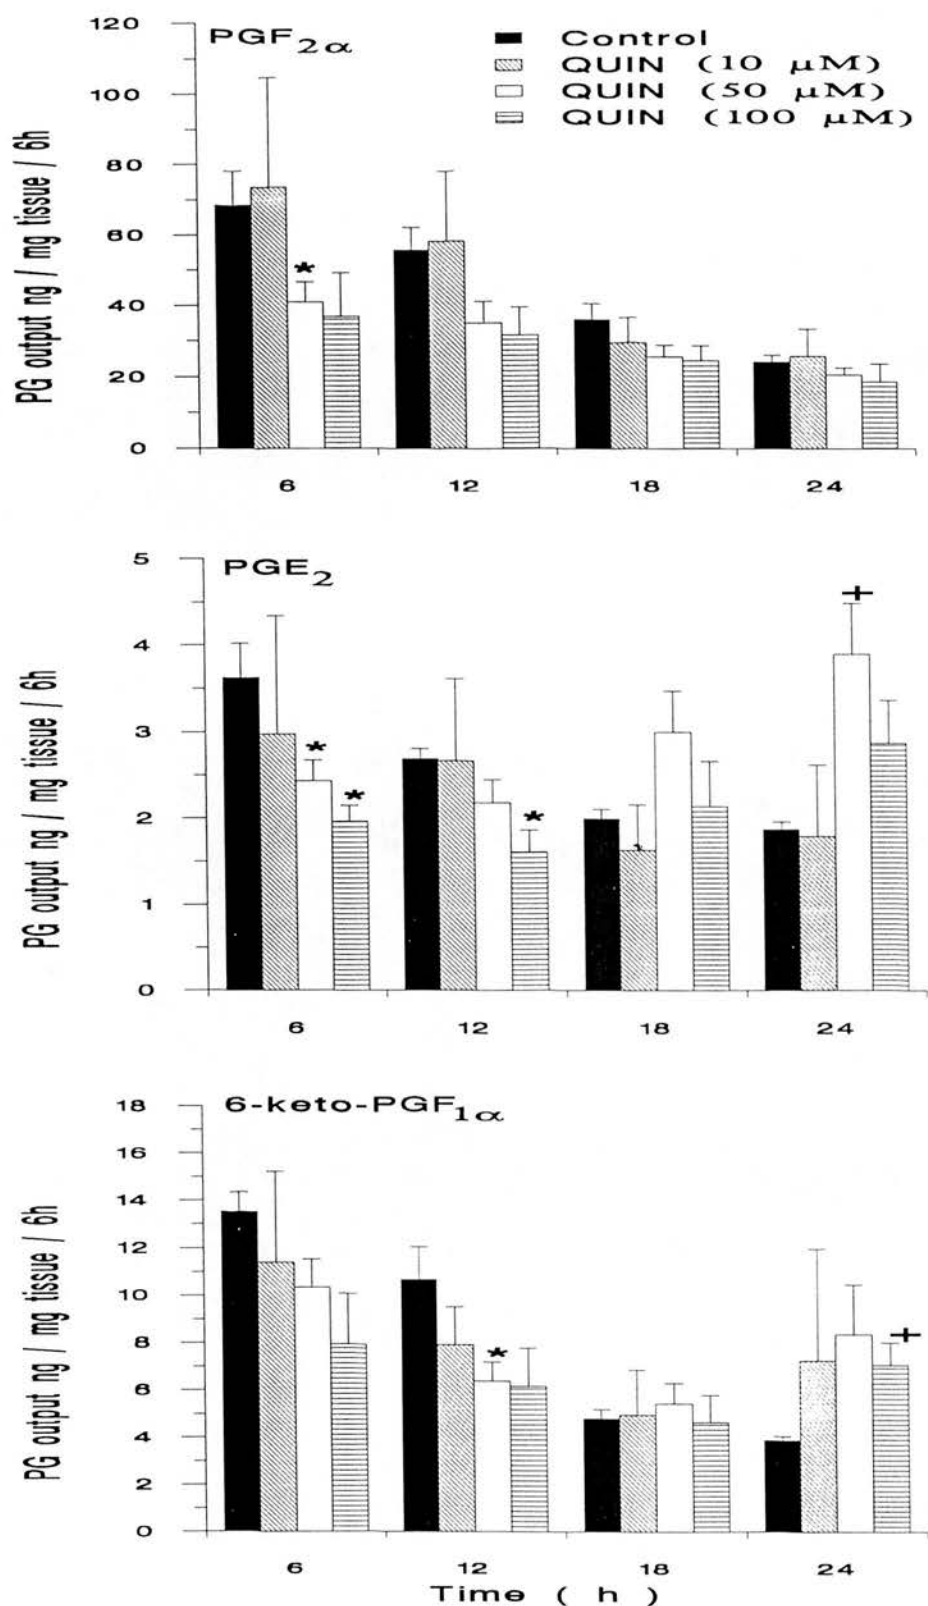 PGF2α
Control
QUIN (10 μM)
QUIN (50 μM)
QUIN (100 μM)
PG output ng / mg tissue / 6h
120
100
80
60
40
20
0
*
6 12 18 24
PGE2
PG output ng / mg tissue / 6h
5
4
3
2
1
0
* * * +
6 12 18 24
6-keto-PGF1α
PG output ng / mg tissue / 6h
18
16
14
12
10
8
6
4
2
0
* +
6 12 18 24
Time ( h )